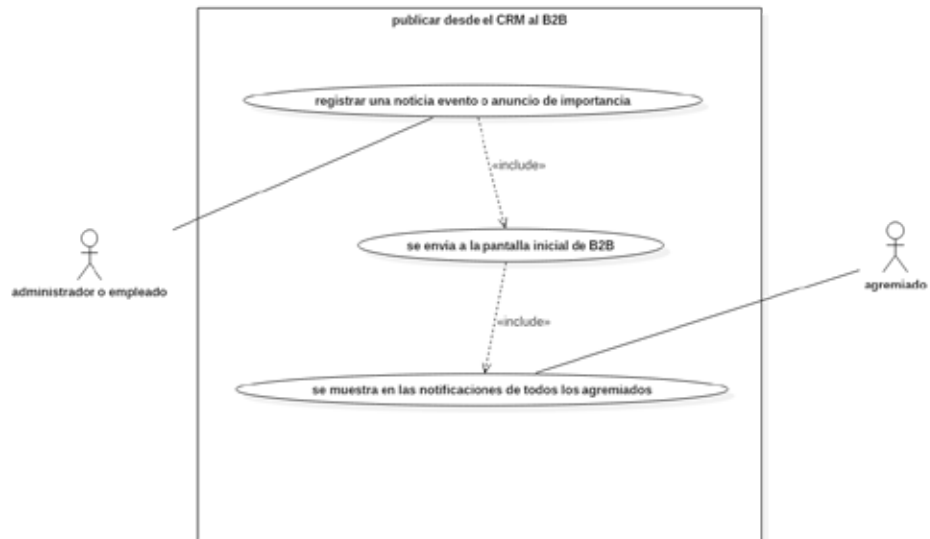 publicar desde el CRM al B2B
registrar una noticia evento o anuncio de importancia
«include»
se envia a la pantalla inicial de B2B
administrador o empleado
agremiado
«include»
se muestra en las notificaciones de todos los agremiados